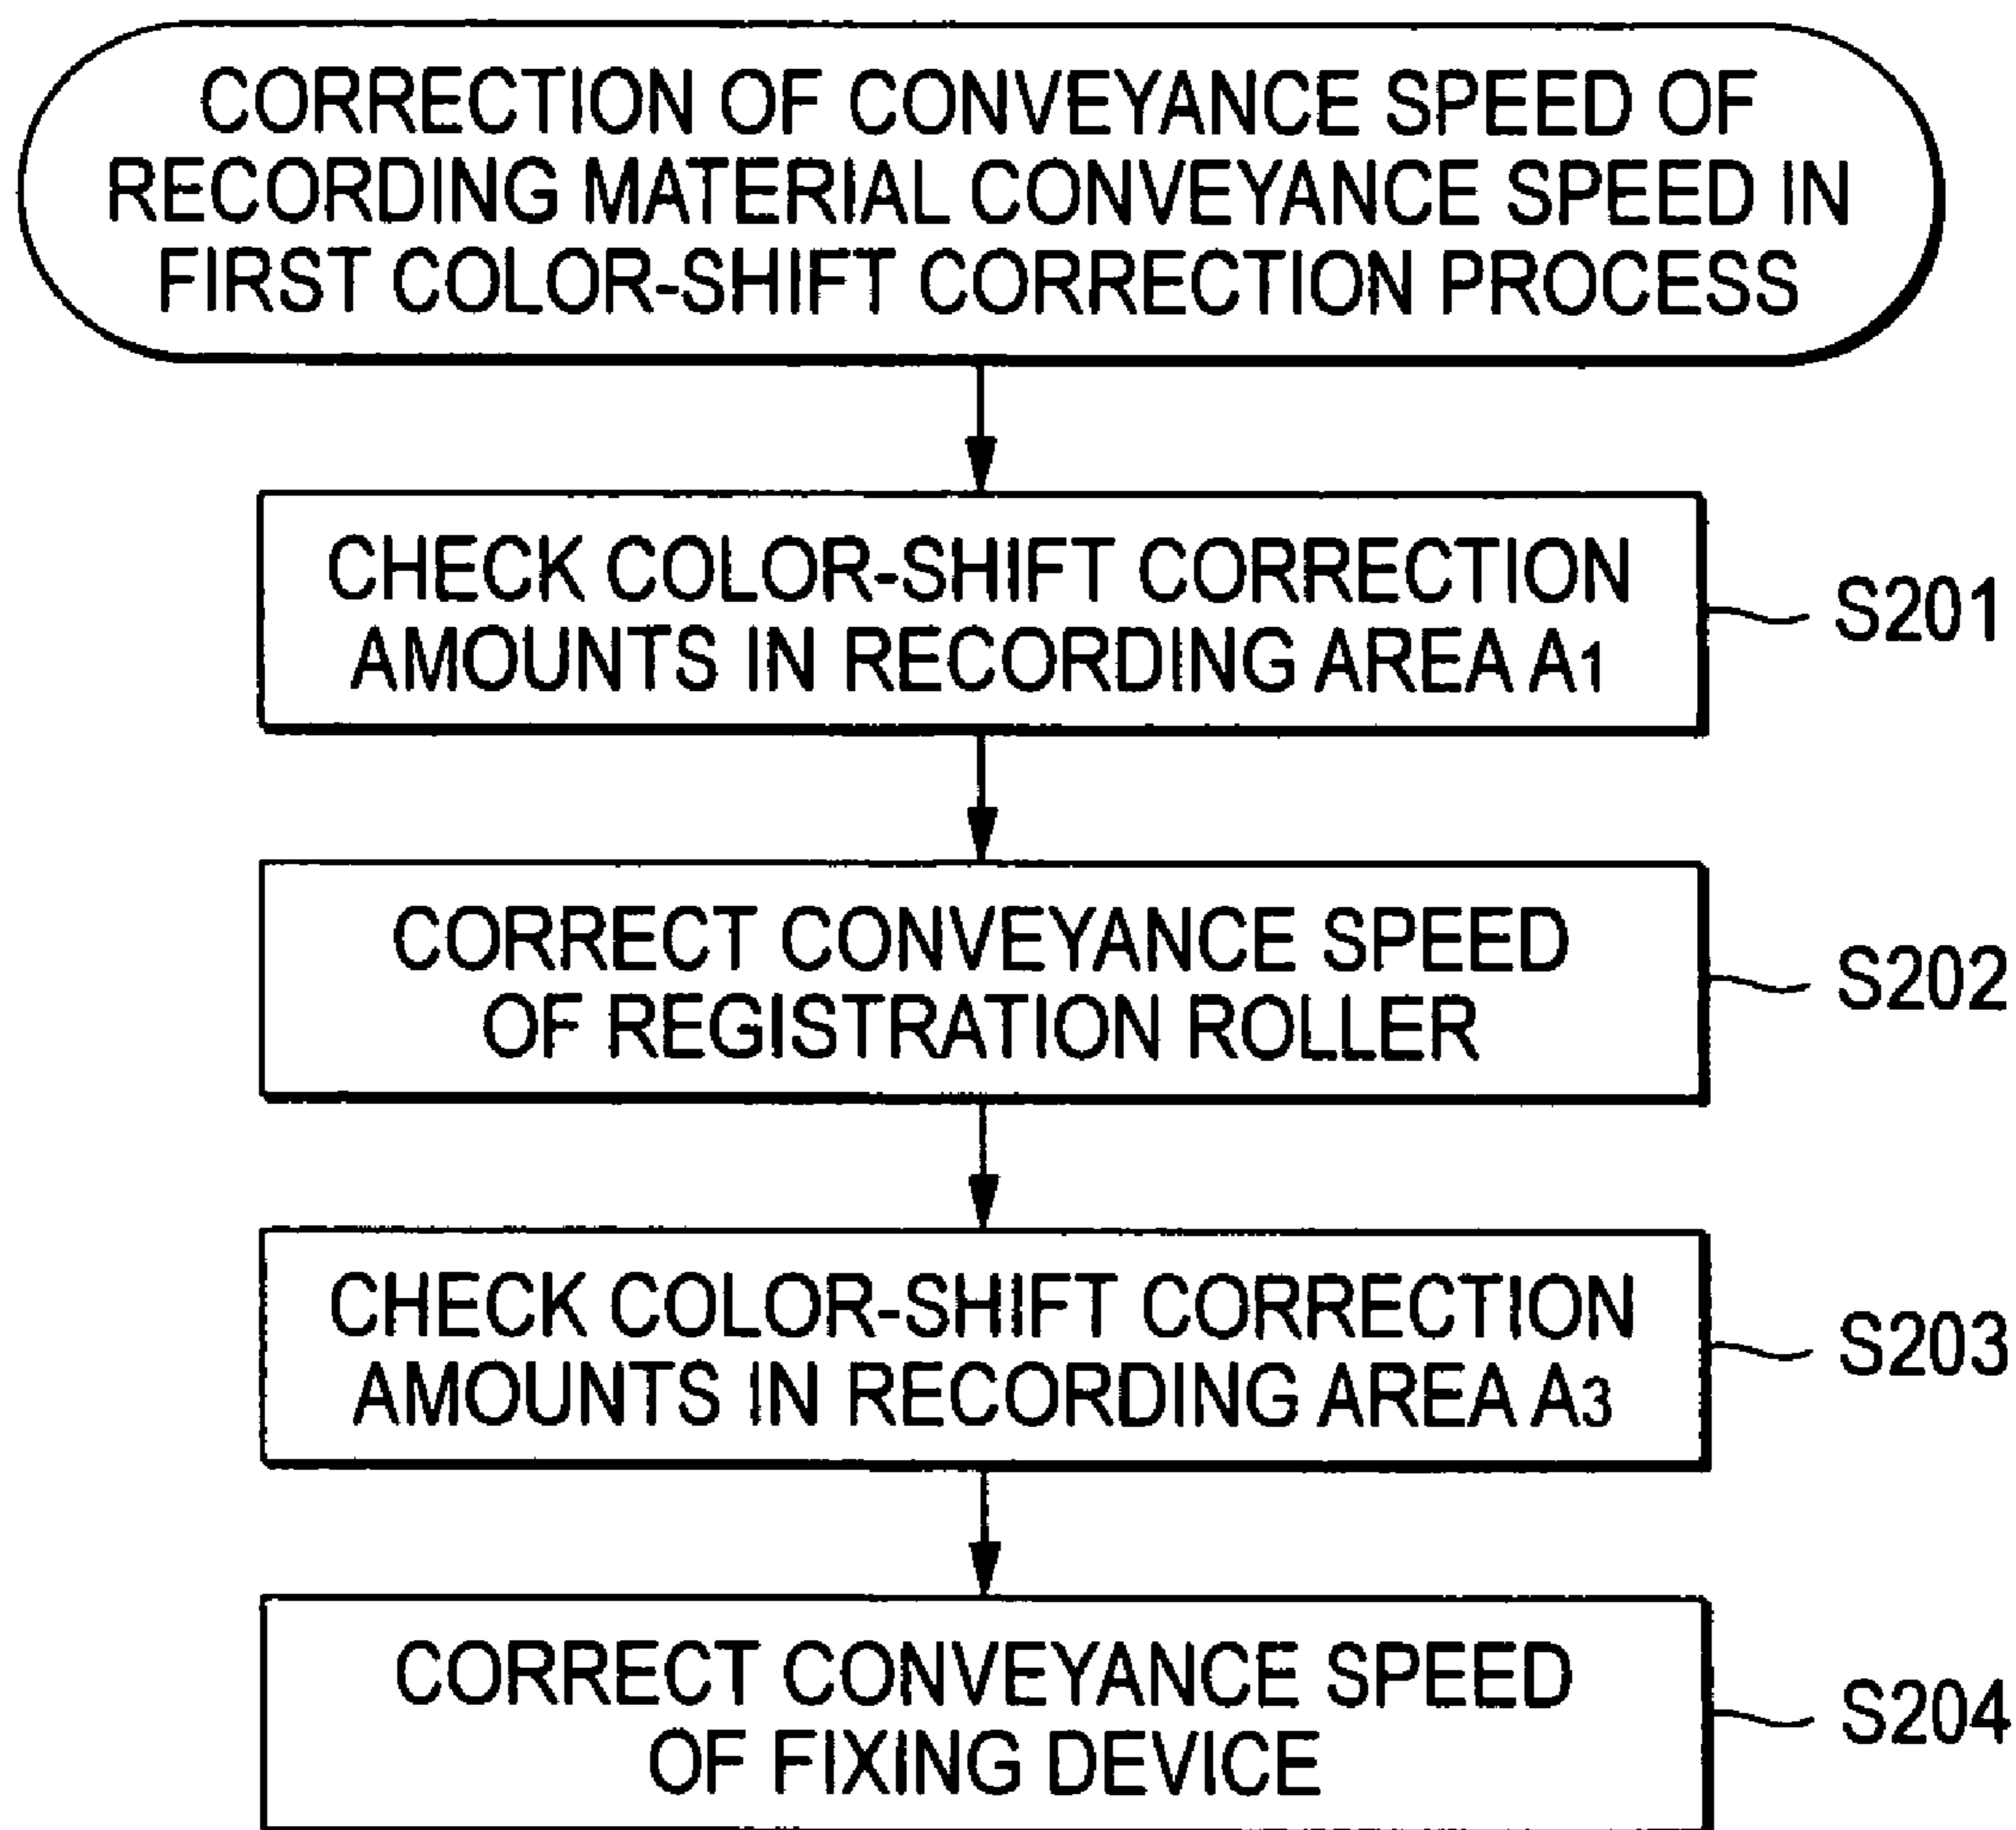 CORRECTION OF CONVEYANCE SPEED OF
RECORDING MATERIAL CONVEYANCE SPEED IN
FIRST COLOR-SHIFT CORRECTION PROCESS
CHECK COLOR-SHIFT CORRECTION
AMOUNTS IN RECORDING AREA A1
S201
CORRECT CONVEYANCE SPEED
OF REGISTRATION ROLLER
S202
CHECK COLOR-SHIFT CORRECTION
AMOUNTS IN RECORDING AREA A3
S203
CORRECT CONVEYANCE SPEED
OF FIXING DEVICE
S204